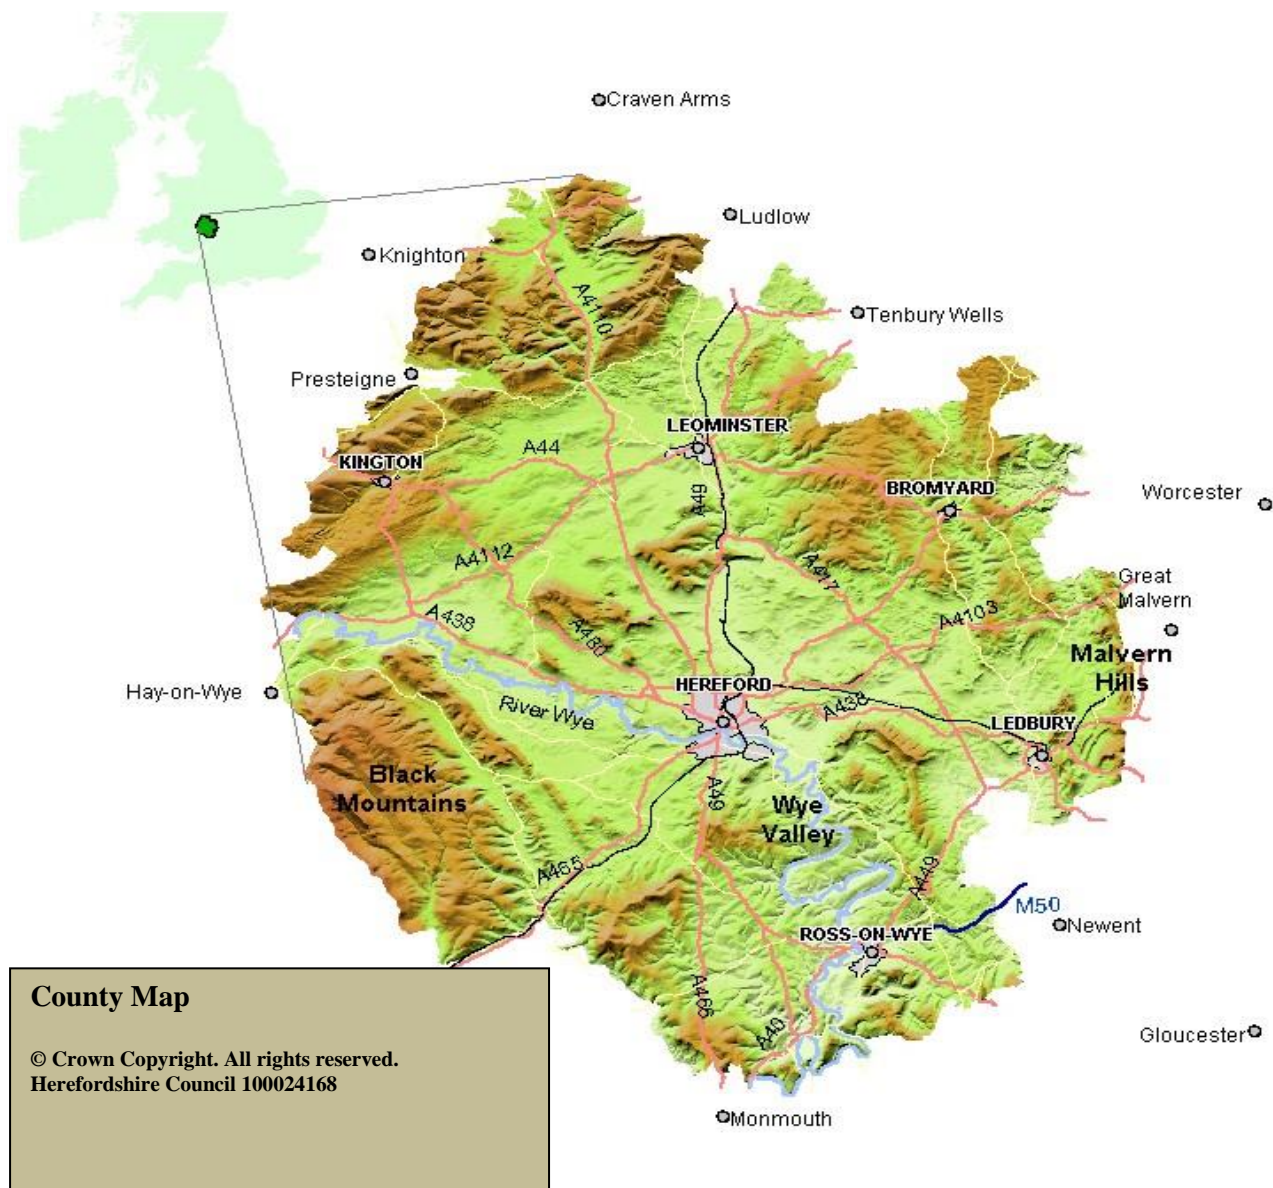 Craven Arms
Ludlow
Knighton
A4110
Tenbury Wells
Presteigne
LEOMINSTER
A44
KINGTON
A49
BROMYARD
Worcester
A4112
A417
Great
Malvern
A438
A480
A4103
Malvern
Hills
Hay-on-Wye
HEREFORD
River Wye
A438
LEDBURY
Black
Mountains
A49
Wye
Valley
A465
A449
M50
Newent
ROSS-ON-WYE
A466
A40
Gloucester
Monmouth
County Map
© Crown Copyright. All rights reserved.
Herefordshire Council 100024168